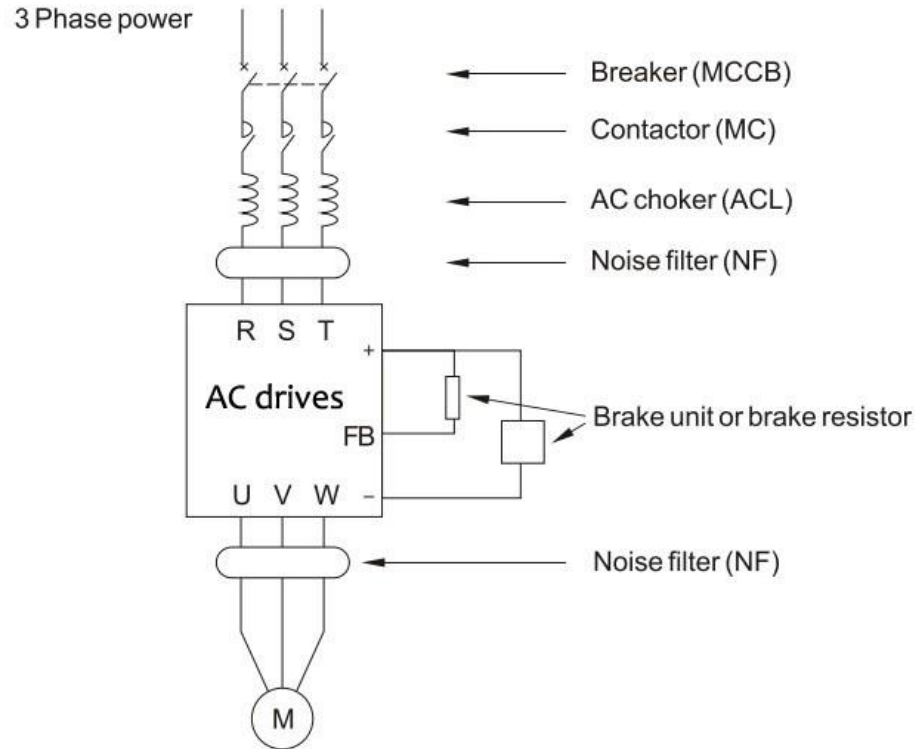 3 Phase power
Breaker (MCCB)
Contactor (MC)
AC choker (ACL)
Noise filter (NF)
R S T
+
AC drives
FB
Brake unit or brake resistor
U V W −
Noise filter (NF)
M